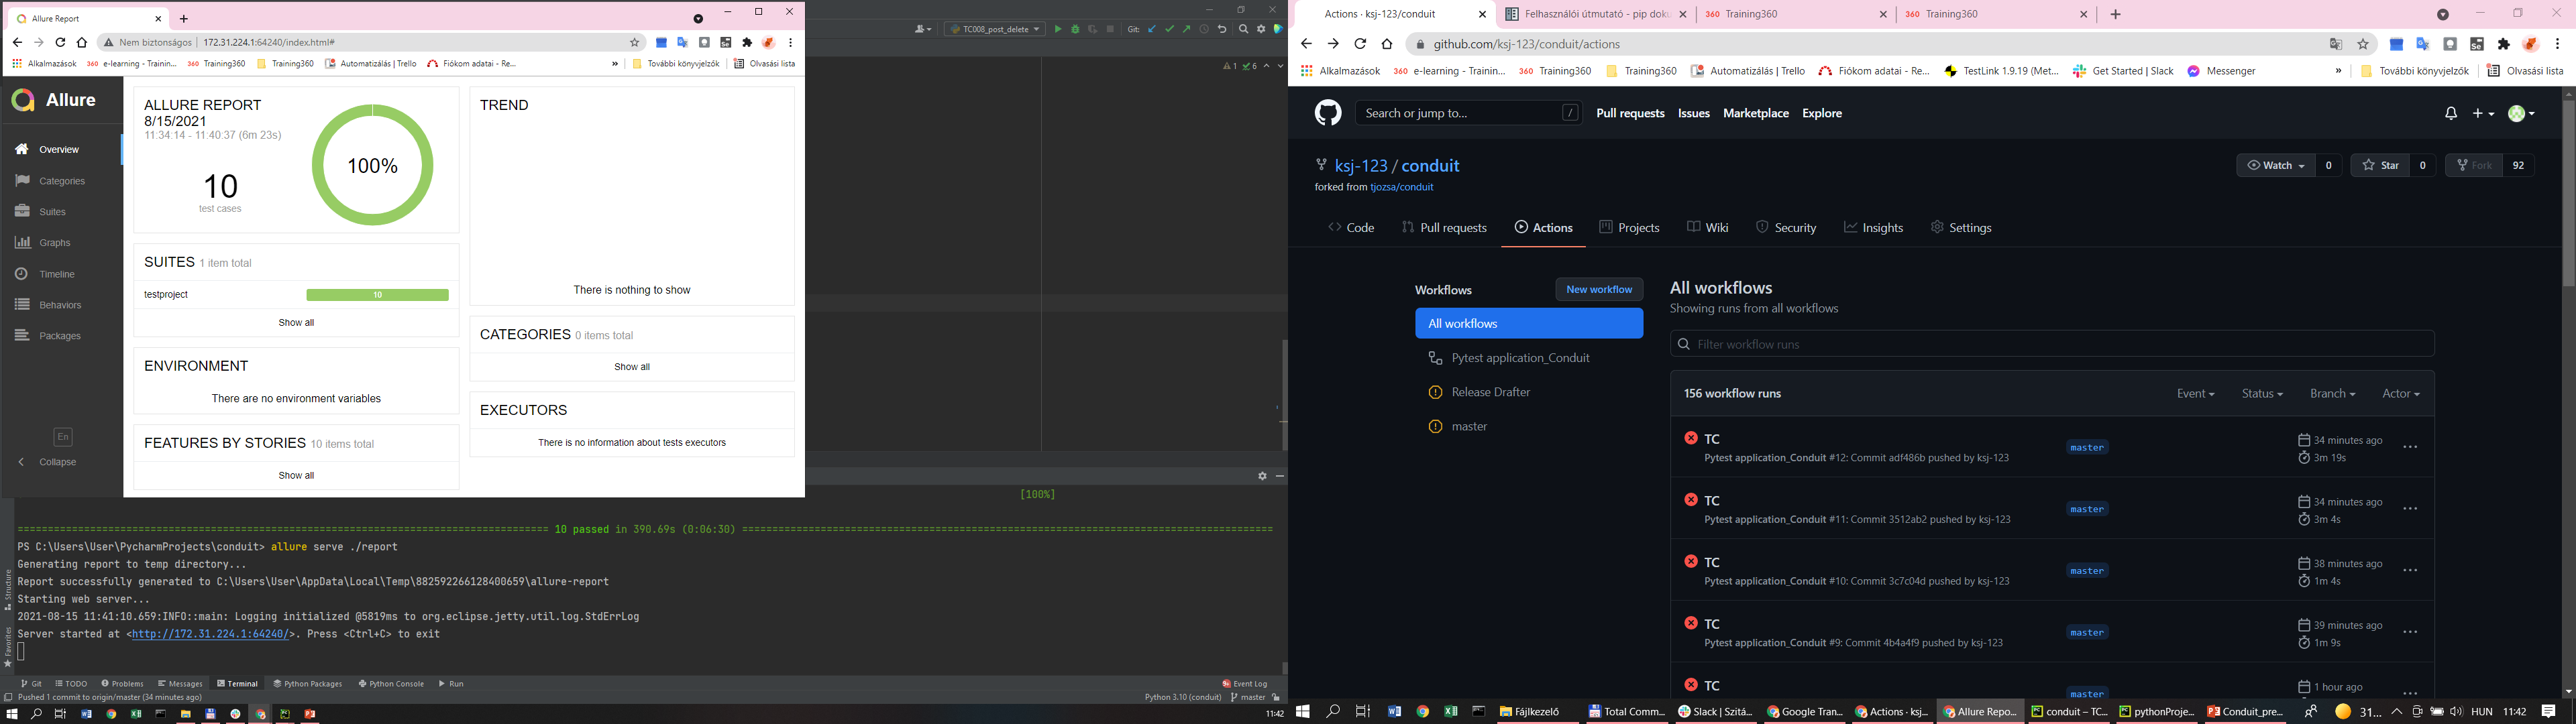 Allure Report
Nem biztonságos | 172.31.224.1:64240/index.html#
Alkalmazások
e-learning - Trainin...
Training360
Training360
Automatizálás | Trello
Fiókom adatai - Re...
»
További könyvjelzők
Olvasási lista
Allure
Overview
Categories
Suites
Graphs
Timeline
Behaviors
Packages
En
Collapse
ALLURE REPORT
8/15/2021
11:34:14 - 11:40:37 (6m 23s)
10
test cases
100%
SUITES 1 item total
testproject
10
Show all
ENVIRONMENT
There are no environment variables
FEATURES BY STORIES 10 items total
Show all
TREND
There is nothing to show
CATEGORIES 0 items total
Show all
EXECUTORS
There is no information about tests executors
TC008_post_delete
Git:
1 6
[100%]
10 passed in 390.69s (0:06:30)
PS C:\Users\User\PycharmProjects\conduit> allure serve ./report
Generating report to temp directory...
Report successfully generated to C:\Users\User\AppData\Local\Temp\882592266128400659\allure-report
Starting web server...
2021-08-15 11:41:10.659:INFO::main: Logging initialized @5819ms to org.eclipse.jetty.util.log.StdErrLog
Server started at <http://172.31.224.1:64240/>. Press <Ctrl+C> to exit
Structure
Favorites
Git
TODO
Problems
Messages
Terminal
Python Packages
Python Console
Run
Event Log
Pushed 1 commit to origin/master (34 minutes ago)
Python 3.10 (conduit)
master
11:42
Actions · ksj-123/conduit
Felhasználói útmutató - pip doku
360 Training360
360 Training360
github.com/ksj-123/conduit/actions
Alkalmazások
e-learning - Trainin...
Training360
Training360
Automatizálás | Trello
Fiókom adatai - Re...
TestLink 1.9.19 (Met...
Get Started | Slack
Messenger
»
További könyvjelzők
Olvasási lista
Search or jump to...
/
Pull requests
Issues
Marketplace
Explore
ksj-123 / conduit
forked from tjozsa/conduit
Watch 0
Star 0
Fork 92
Code
Pull requests
Actions
Projects
Wiki
Security
Insights
Settings
Workflows
New workflow
All workflows
Pytest application_Conduit
Release Drafter
master
All workflows
Showing runs from all workflows
Filter workflow runs
156 workflow runs
Event
Status
Branch
Actor
TC
Pytest application_Conduit #12: Commit adf486b pushed by ksj-123
master
34 minutes ago
3m 19s
TC
Pytest application_Conduit #11: Commit 3512ab2 pushed by ksj-123
master
34 minutes ago
3m 4s
TC
Pytest application_Conduit #10: Commit 3c7c04d pushed by ksj-123
master
38 minutes ago
1m 4s
TC
Pytest application_Conduit #9: Commit 4b4a4f9 pushed by ksj-123
master
39 minutes ago
1m 9s
TC
master
1 hour ago
Fájlkezelő
Total Comm...
Slack | Szitá...
Google Tran...
Actions · ksj...
Allure Repo...
conduit – TC...
pythonProje...
Conduit_pre...
31...
HUN
11:42